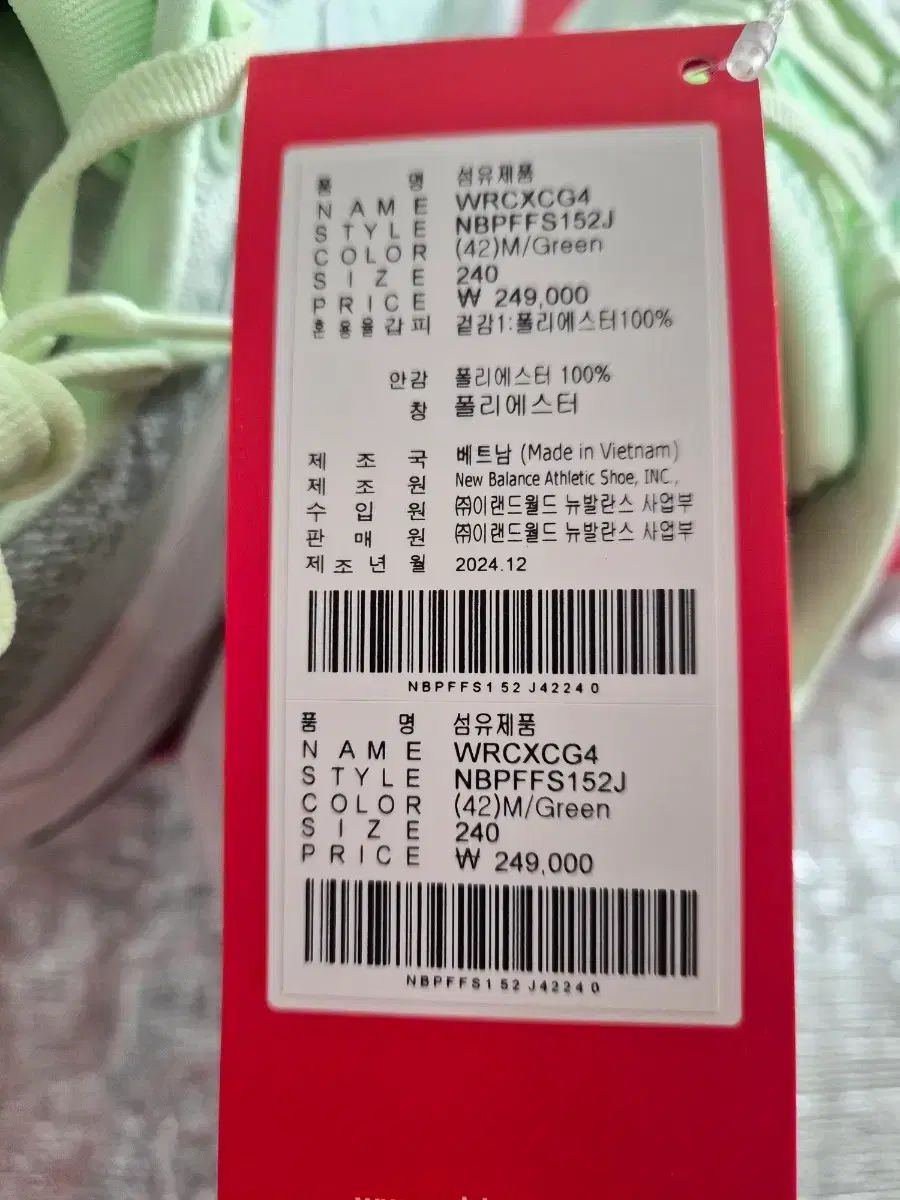 품 명 섬유제품
NAME WRCXCG4
STYLE NBPFFS152J
COLOR (42)M/Green
SIZE 240
PRICE ₩ 249,000
혼용율갑피 겉감1:폴리에스터100%
안감 폴리에스터 100%
창 폴리에스터
제 조 국 베트남 (Made in Vietnam)
제 조 원 New Balance Athletic Shoe, INC.,
수 입 원 ㈜이랜드월드 뉴발란스 사업부
판 매 원 ㈜이랜드월드 뉴발란스 사업부
제조년월 2024.12
NBPFFS152J42240
품 명 섬유제품
NAME WRCXCG4
STYLE NBPFFS152J
COLOR (42)M/Green
SIZE 240
PRICE ₩ 249,000
NBPFFS152J42240